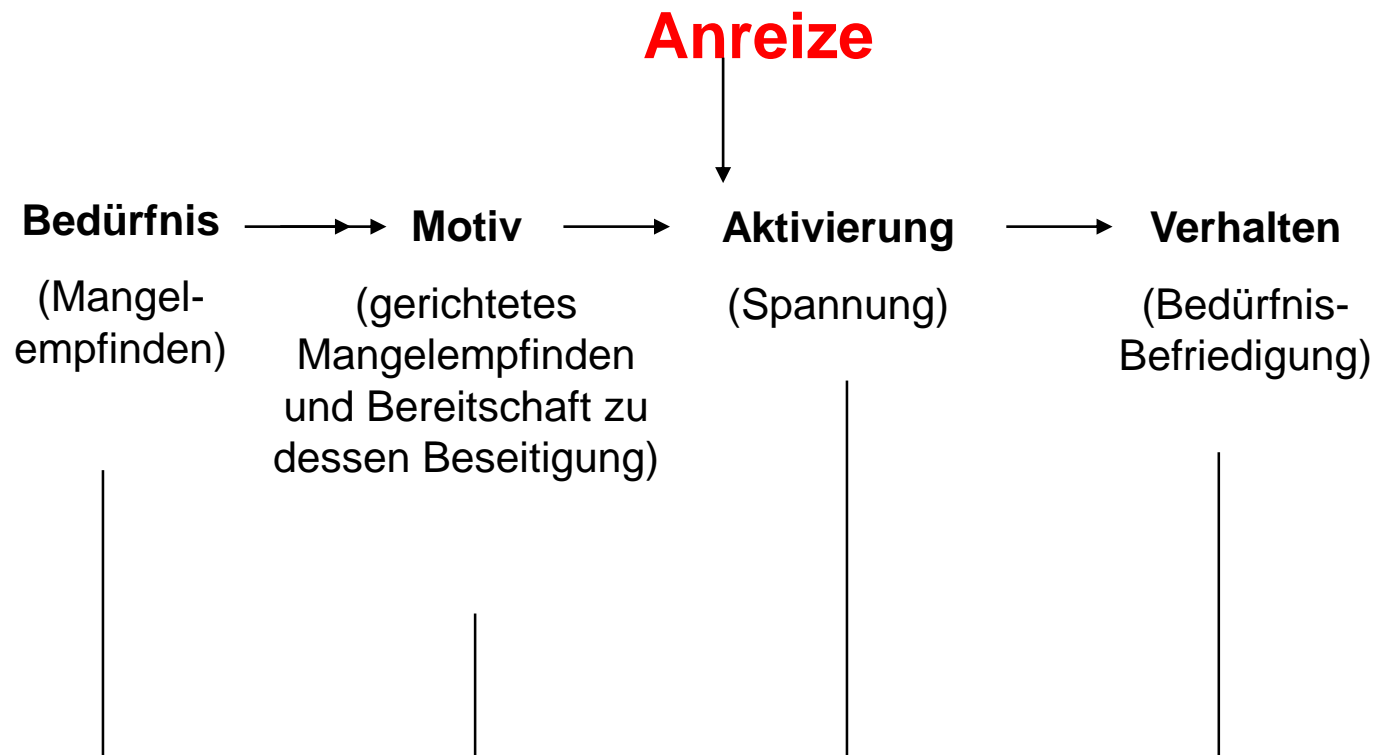 Anreize
Bedürfnis
Motiv
Aktivierung
Verhalten
(Mangel-
empfinden)
(gerichtetes
Mangelempfinden
und Bereitschaft zu
dessen Beseitigung)
(Spannung)
(Bedürfnis-
Befriedigung)